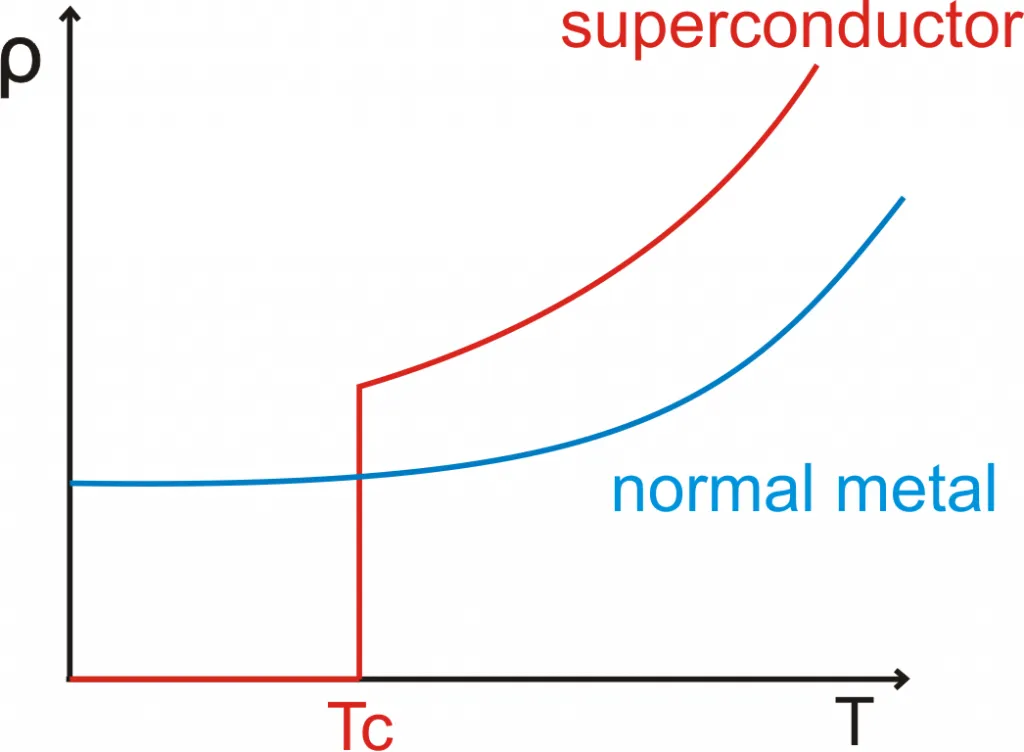 superconductor
ρ
normal metal
Tc
T